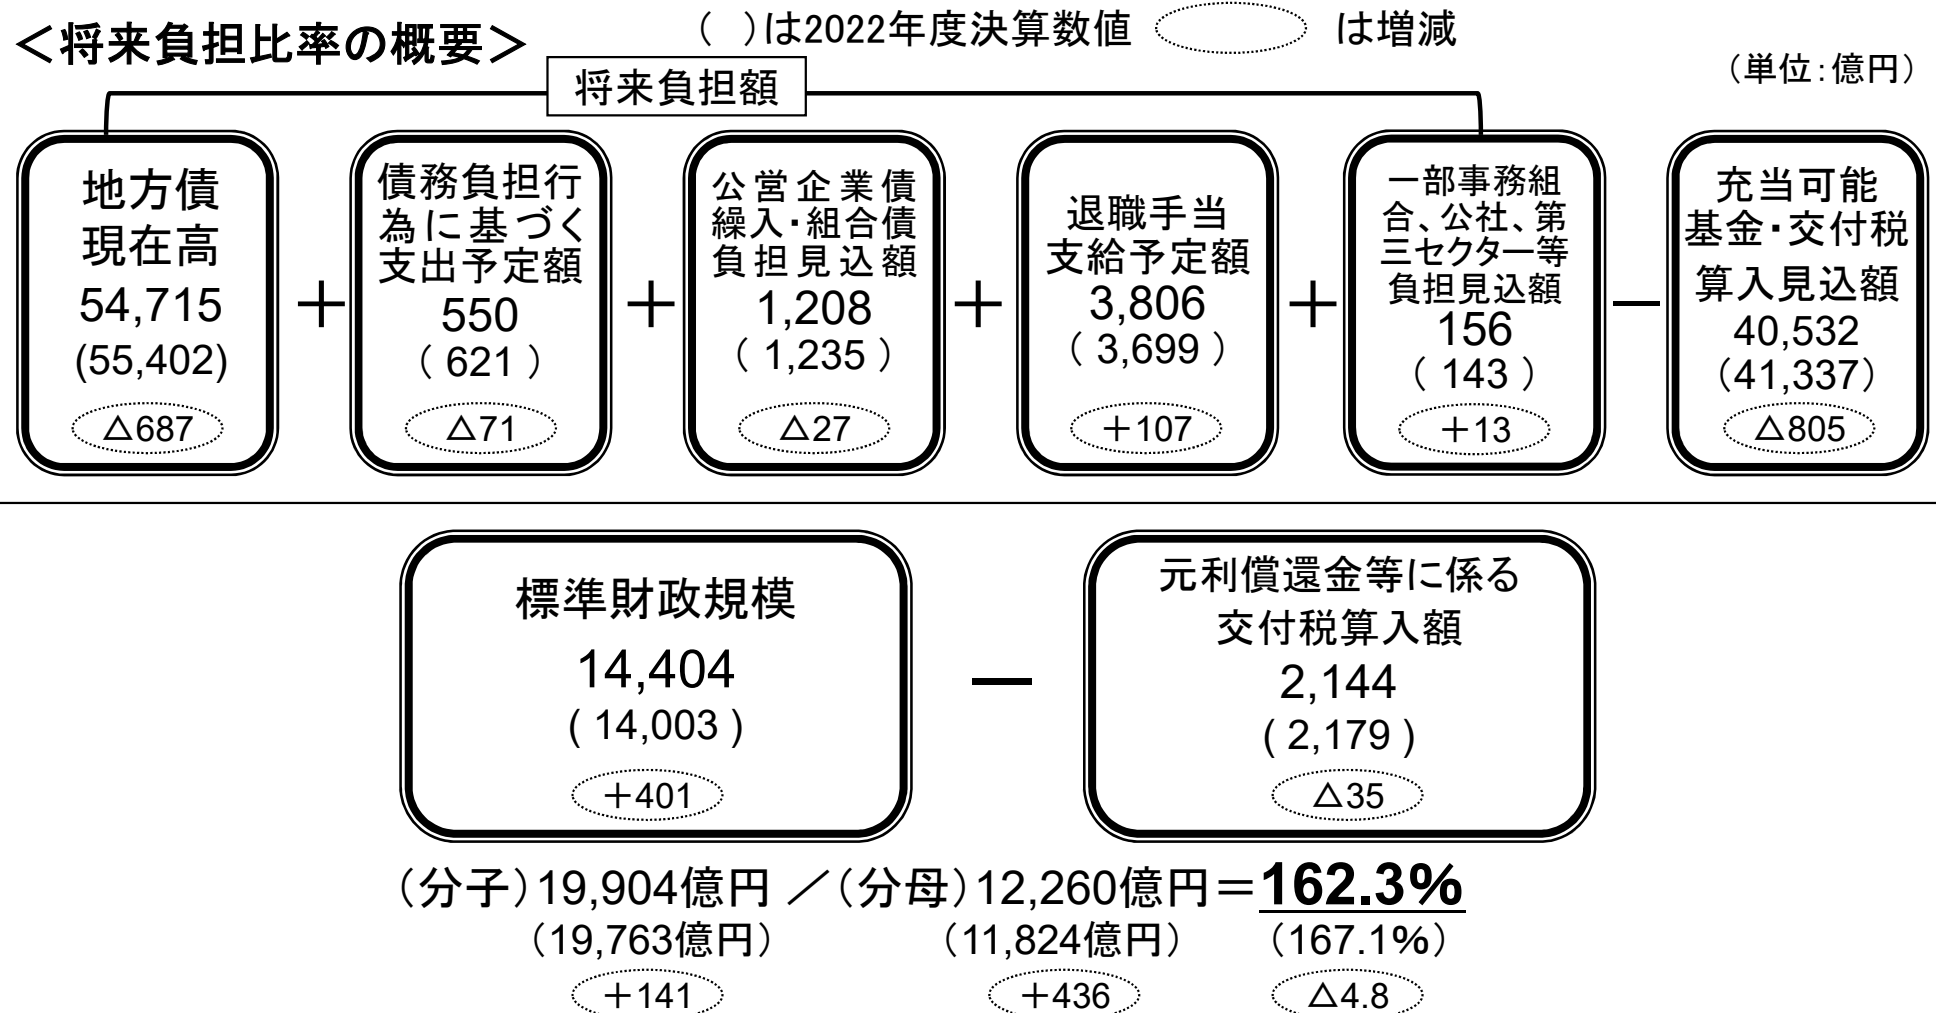 ＜将来負担比率の概要＞
（　）は2022年度決算数値　　　は増減
（単位：億円）
将来負担額
地方債
現在高
54,715
(55,402)
△687
＋
債務負担行
為に基づく
支出予定額
550
（ 621 ）
△71
＋
公営企業債
繰入・組合債
負担見込額
1,208
（ 1,235 ）
△27
＋
退職手当
支給予定額
3,806
（ 3,699 ）
＋107
＋
一部事務組
合、公社、第
三セクター等
負担見込額
156
（ 143 ）
＋13
－
充当可能
基金・交付税
算入見込額
40,532
（41,337）
△805
標準財政規模
14,404
( 14,003 )
＋401
－
元利償還金等に係る
交付税算入額
2,144
( 2,179 )
△35
（分子）19,904億円 ／（分母）12,260億円＝162.3%
（19,763億円）　（11,824億円）　（167.1%）
＋141　＋436　△4.8